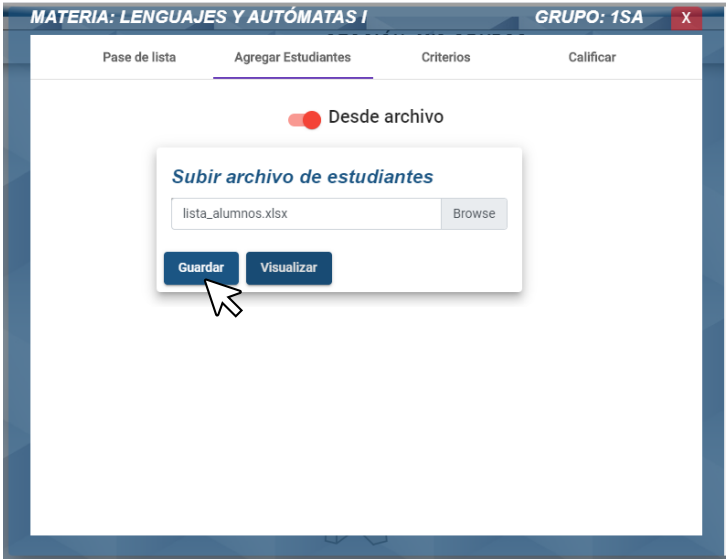 MATERIA: LENGUAJES Y AUTÓMATAS I GRUPO: 1SA X
Pase de lista Agregar Estudiantes Criterios Calificar
Desde archivo
Subir archivo de estudiantes
lista_alumnos.xlsx Browse
Guardar Visualizar